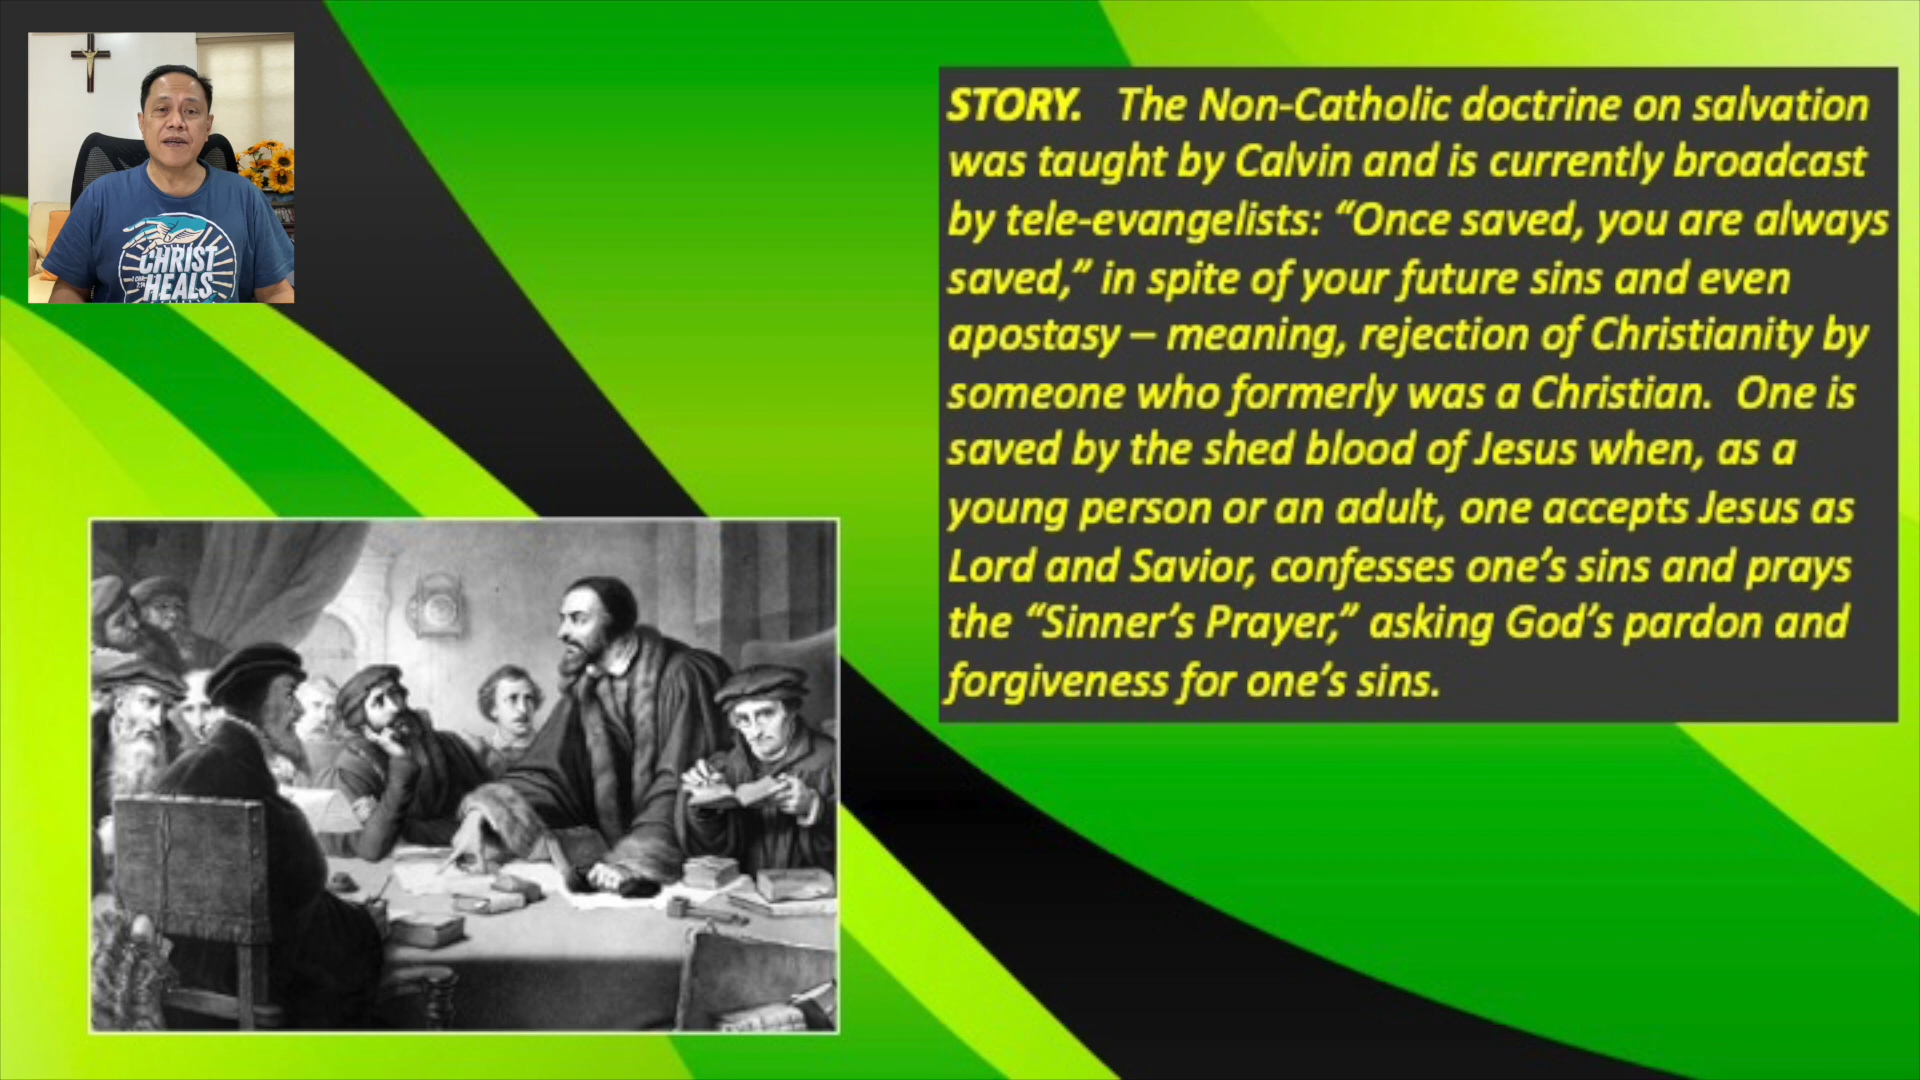 CHRIST
HEALS
STORY. The Non-Catholic doctrine on salvation
was taught by Calvin and is currently broadcast
by tele-evangelists: “Once saved, you are always
saved,” in spite of your future sins and even
apostasy – meaning, rejection of Christianity by
someone who formerly was a Christian. One is
saved by the shed blood of Jesus when, as a
young person or an adult, one accepts Jesus as
Lord and Savior, confesses one’s sins and prays
the “Sinner’s Prayer,” asking God’s pardon and
forgiveness for one’s sins.